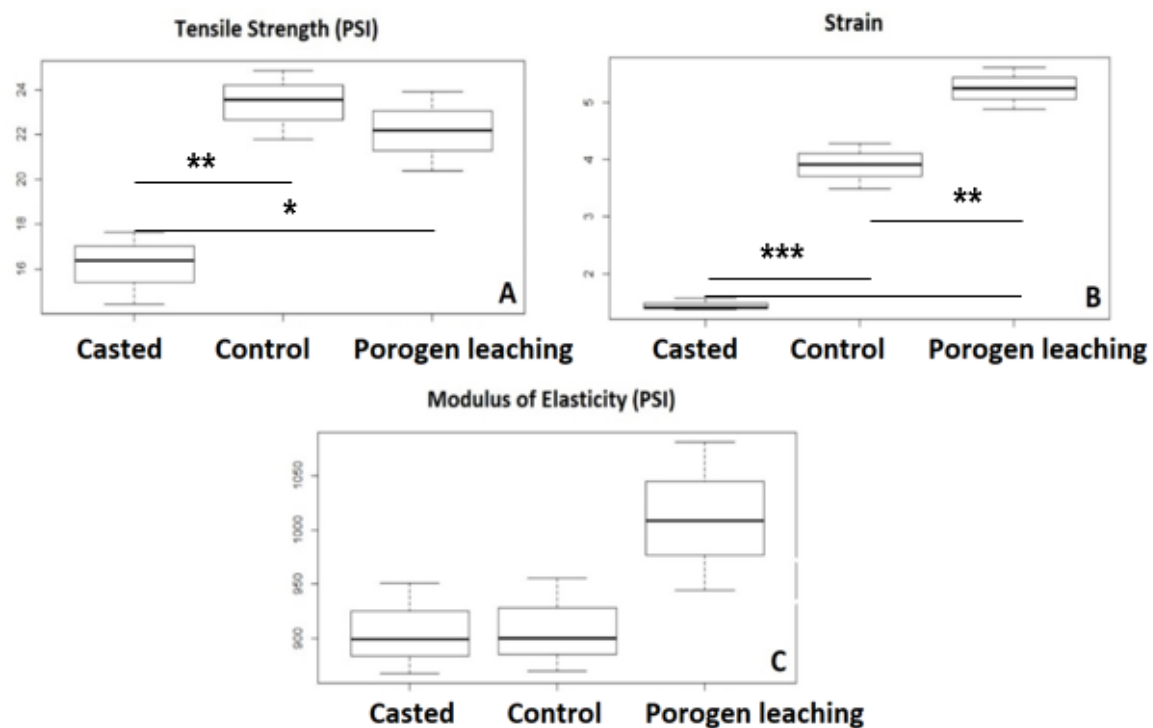 Tensile Strength (PSI)
24
22
20
18
16
**
*
A
Casted Control Porogen leaching
Strain
5
4
3
2
**
***
B
Casted Control Porogen leaching
Modulus of Elasticity (PSI)
1050
1000
950
900
C
Casted Control Porogen leaching